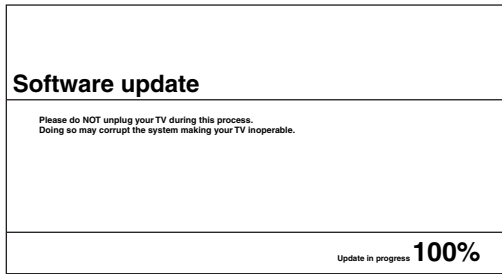 Software update
Please do NOT unplug your TV during this process.
Doing so may corrupt the system making your TV inoperable.
Update in progress 100%